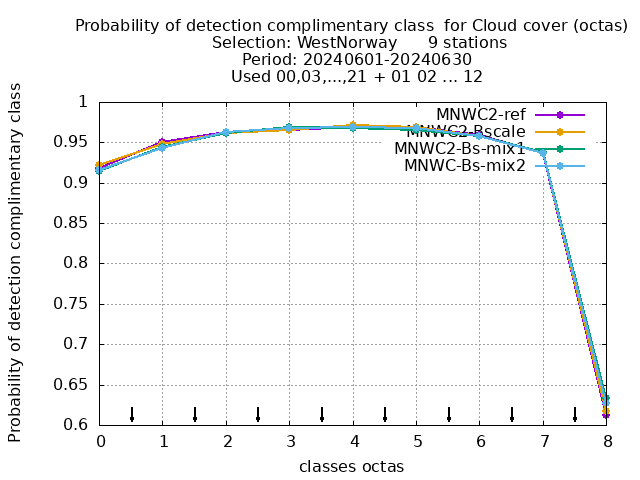 Probability of detection complimentary class  for Cloud cover (octas)
Selection: WestNorway      9 stations
Period: 20240601-20240630
Used 00,03,...,21 + 01 02 ... 12
Probability of detection complimentary class
1
0.95
0.9
0.85
0.8
0.75
0.7
0.65
0.6
MNWC2-ref
MNWC2-Bscale
MNWC2-Bs-mix1
MNWC-Bs-mix2
0 1 2 3 4 5 6 7 8
classes octas